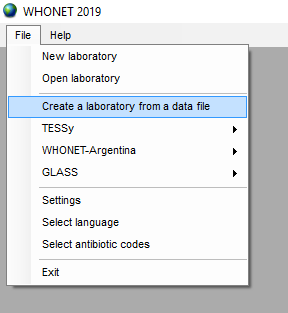 WHONET 2019
File Help
New laboratory
Open laboratory
Create a laboratory from a data file
TESSy
WHONET-Argentina
GLASS
Settings
Select language
Select antibiotic codes
Exit